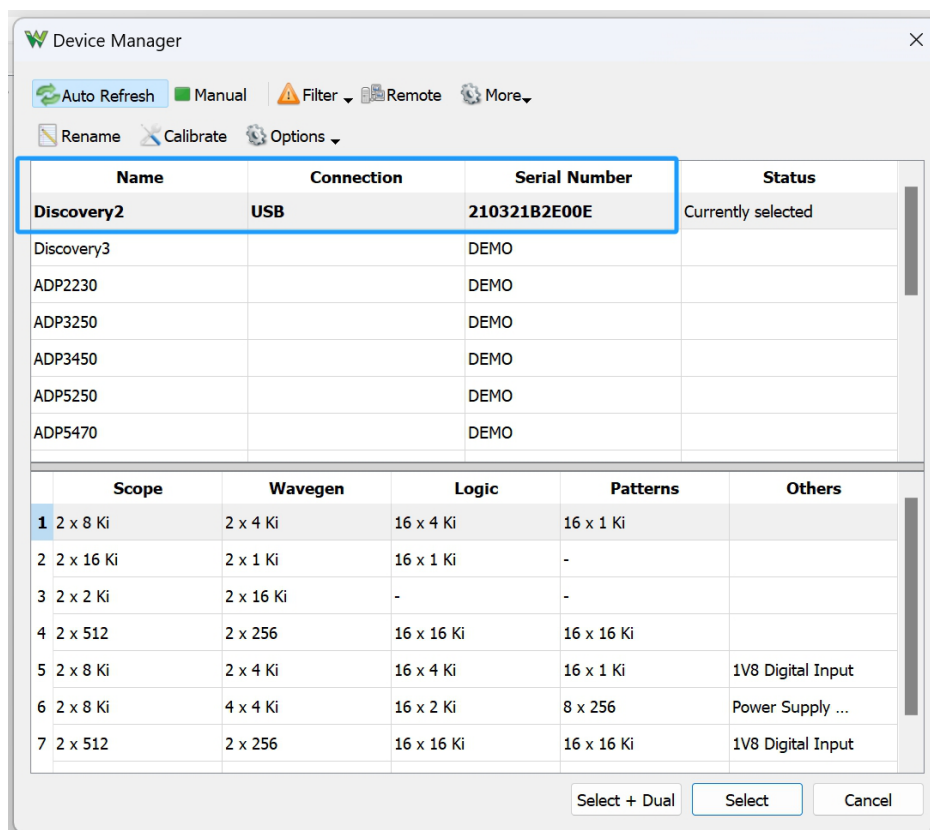 Device Manager
Auto Refresh Manual Filter Remote More
Rename Calibrate Options
Name Connection Serial Number Status
Discovery2 USB 210321B2E00E Currently selected
Discovery3 DEMO
ADP2230 DEMO
ADP3250 DEMO
ADP3450 DEMO
ADP5250 DEMO
ADP5470 DEMO
Scope Wavegen Logic Patterns Others
1 2 x 8 Ki 2 x 4 Ki 16 x 4 Ki 16 x 1 Ki
2 2 x 16 Ki 2 x 1 Ki 16 x 1 Ki -
3 2 x 2 Ki 2 x 16 Ki - -
4 2 x 512 2 x 256 16 x 16 Ki 16 x 16 Ki
5 2 x 8 Ki 2 x 4 Ki 16 x 4 Ki 16 x 1 Ki 1V8 Digital Input
6 2 x 8 Ki 4 x 4 Ki 16 x 2 Ki 8 x 256 Power Supply ...
7 2 x 512 2 x 256 16 x 16 Ki 16 x 16 Ki 1V8 Digital Input
Select + Dual Select Cancel